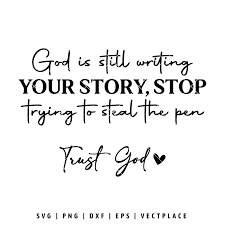 God is still writing
YOUR STORY, STOP
trying to steal the pen
Trust God
SVG | PNG | DXF | EPS | VECTPLACE